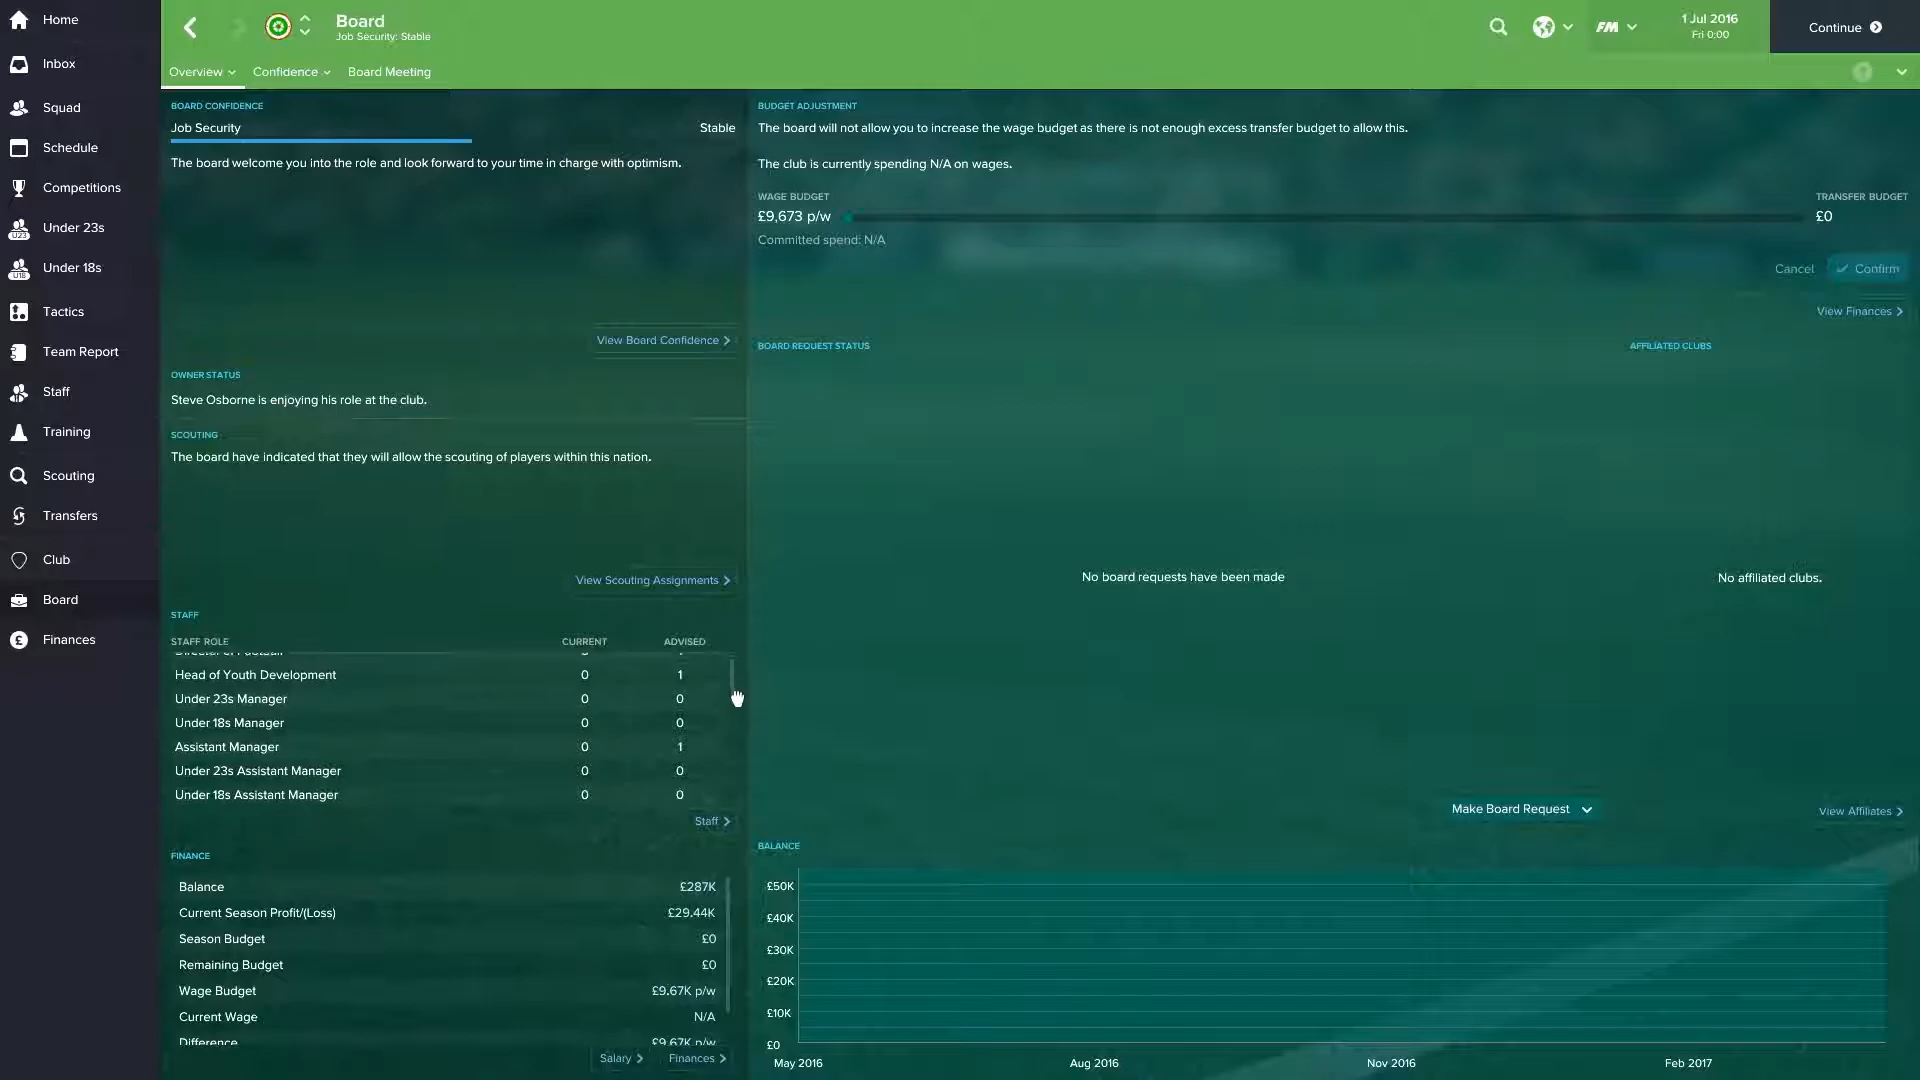 Home
Inbox
Squad
Schedule
Competitions
Under 23s
Under 18s
Tactics
Team Report
Staff
Training
Scouting
Transfers
Club
Board
Finances
Board
Job Security: Stable
FM
1 Jul 2016
Fri 0:00
Continue
Overview
Confidence
Board Meeting
BOARD CONFIDENCE
Job Security
Stable
The board welcome you into the role and look forward to your time in charge with optimism.
View Board Confidence
OWNER STATUS
Steve Osborne is enjoying his role at the club.
SCOUTING
The board have indicated that they will allow the scouting of players within this nation.
View Scouting Assignments
STAFF
STAFF ROLE CURRENT ADVISED
Head of Youth Development 0 1
Under 23s Manager 0 0
Under 18s Manager 0 0
Assistant Manager 0 1
Under 23s Assistant Manager 0 0
Under 18s Assistant Manager 0 0
Staff
FINANCE
Balance £287K
Current Season Profit/(Loss) £29.44K
Season Budget £0
Remaining Budget £0
Wage Budget £9.67K p/w
Current Wage N/A
Difference £9.67K p/w
Salary
Finances
BUDGET ADJUSTMENT
The board will not allow you to increase the wage budget as there is not enough excess transfer budget to allow this.
The club is currently spending N/A on wages.
WAGE BUDGET
£9,673 p/w
Committed spend: N/A
TRANSFER BUDGET
£0
Cancel
Confirm
View Finances
BOARD REQUEST STATUS
No board requests have been made
Make Board Request
AFFILIATED CLUBS
No affiliated clubs.
View Affiliates
BALANCE
£50K
£40K
£30K
£20K
£10K
£0
May 2016 Aug 2016 Nov 2016 Feb 2017